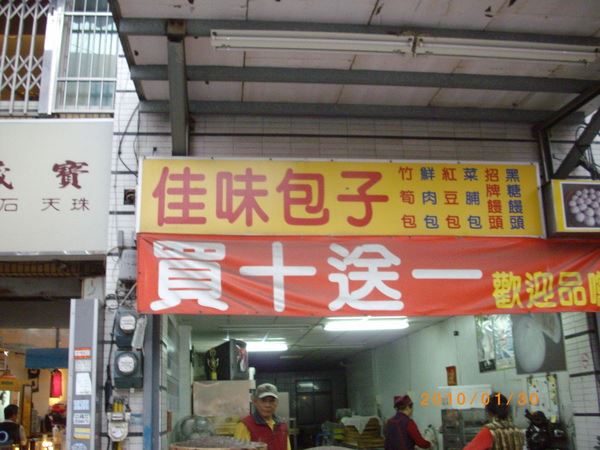 寶
石 天珠
佳味包子
竹筍包
鮮肉包
紅豆包
菜脯包
招牌饅頭
黑糖饅頭
買十送一
歡迎品
2010/01/30